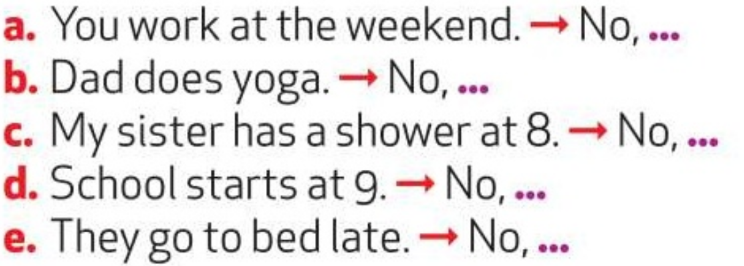 a. You work at the weekend. → No, ...
b. Dad does yoga. → No, ...
c. My sister has a shower at 8. → No, ...
d. School starts at 9. → No, ...
e. They go to bed late. → No, ...